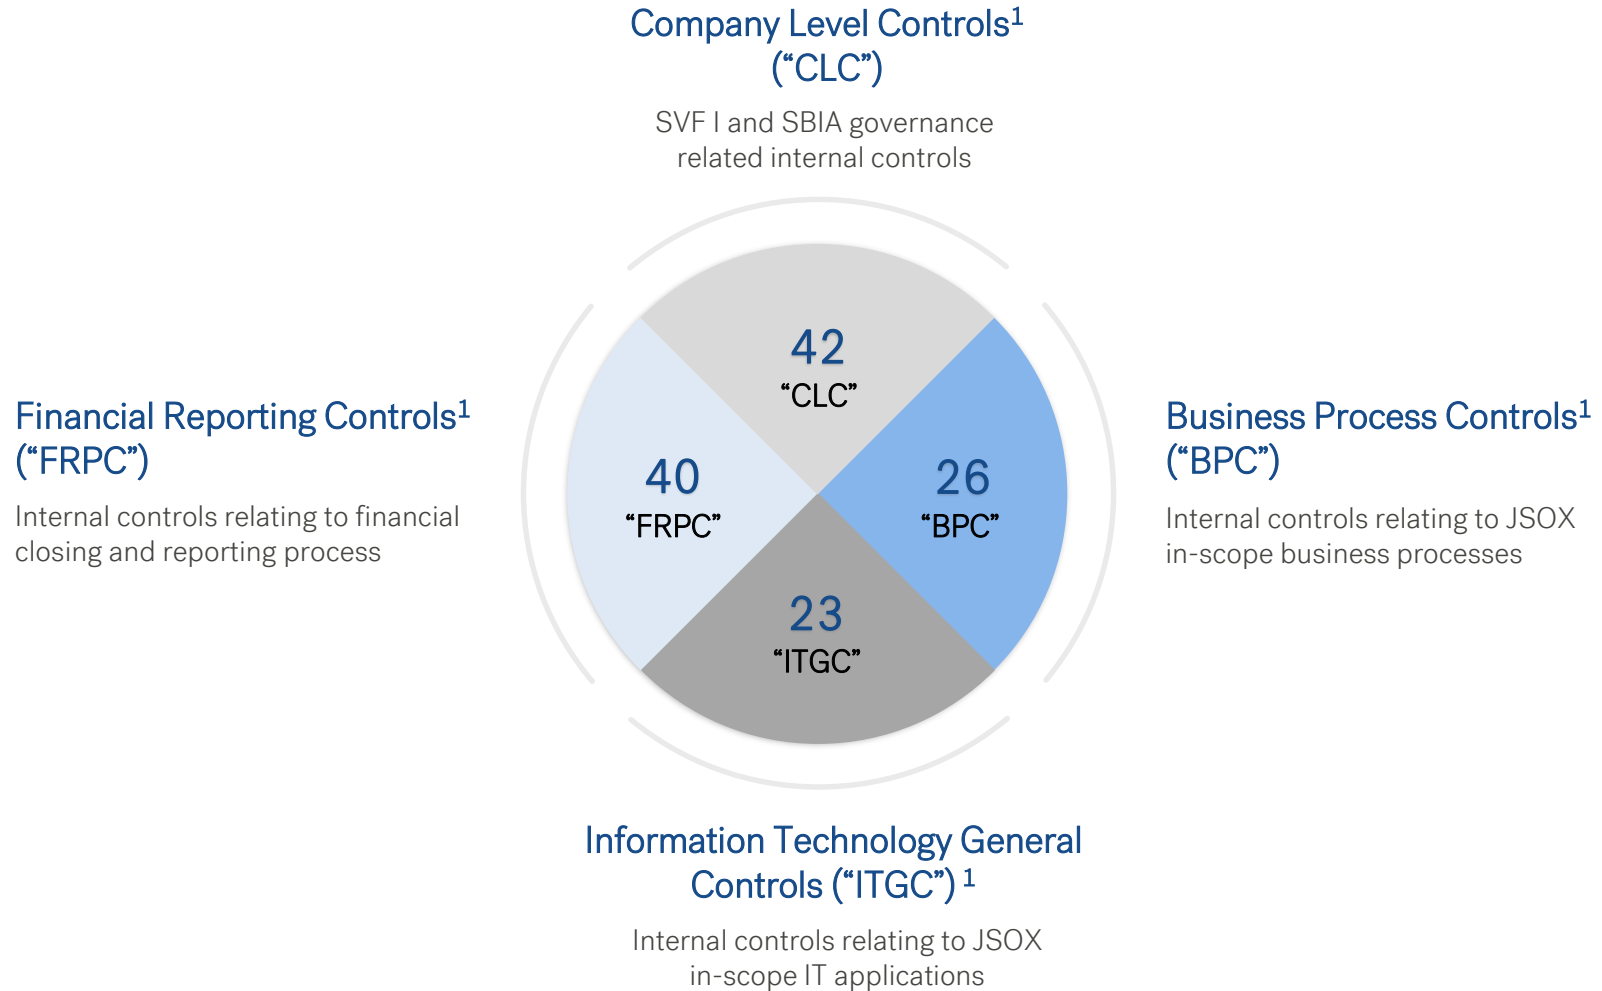 Company Level Controls¹
(“CLC”)
SVF I and SBIA governance
related internal controls
42
“CLC”
Financial Reporting Controls¹
(“FRPC”)
Internal controls relating to financial
closing and reporting process
40
“FRPC”
26
“BPC”
Business Process Controls¹
(“BPC”)
Internal controls relating to JSOX
in-scope business processes
23
“ITGC”
Information Technology General
Controls (“ITGC”) ¹
Internal controls relating to JSOX
in-scope IT applications